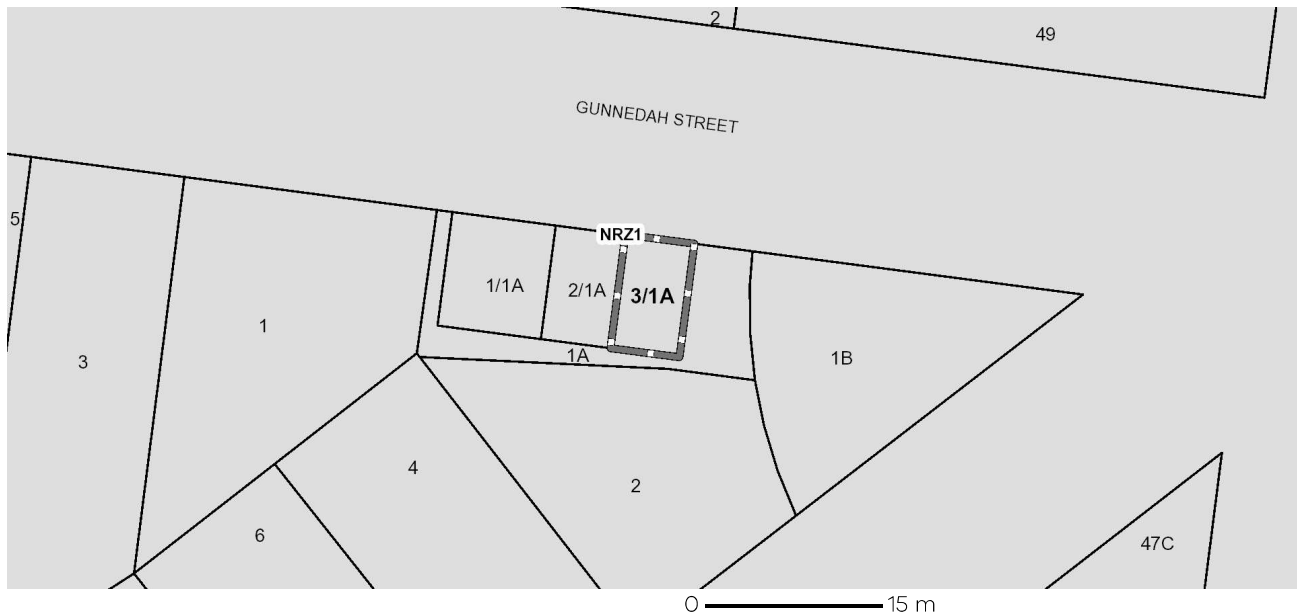 2
49
GUNNEDAH STREET
5
NRZ1
1/1A
2/1A
3/1A
1
1A
1B
3
4
2
6
47C
0 15 m